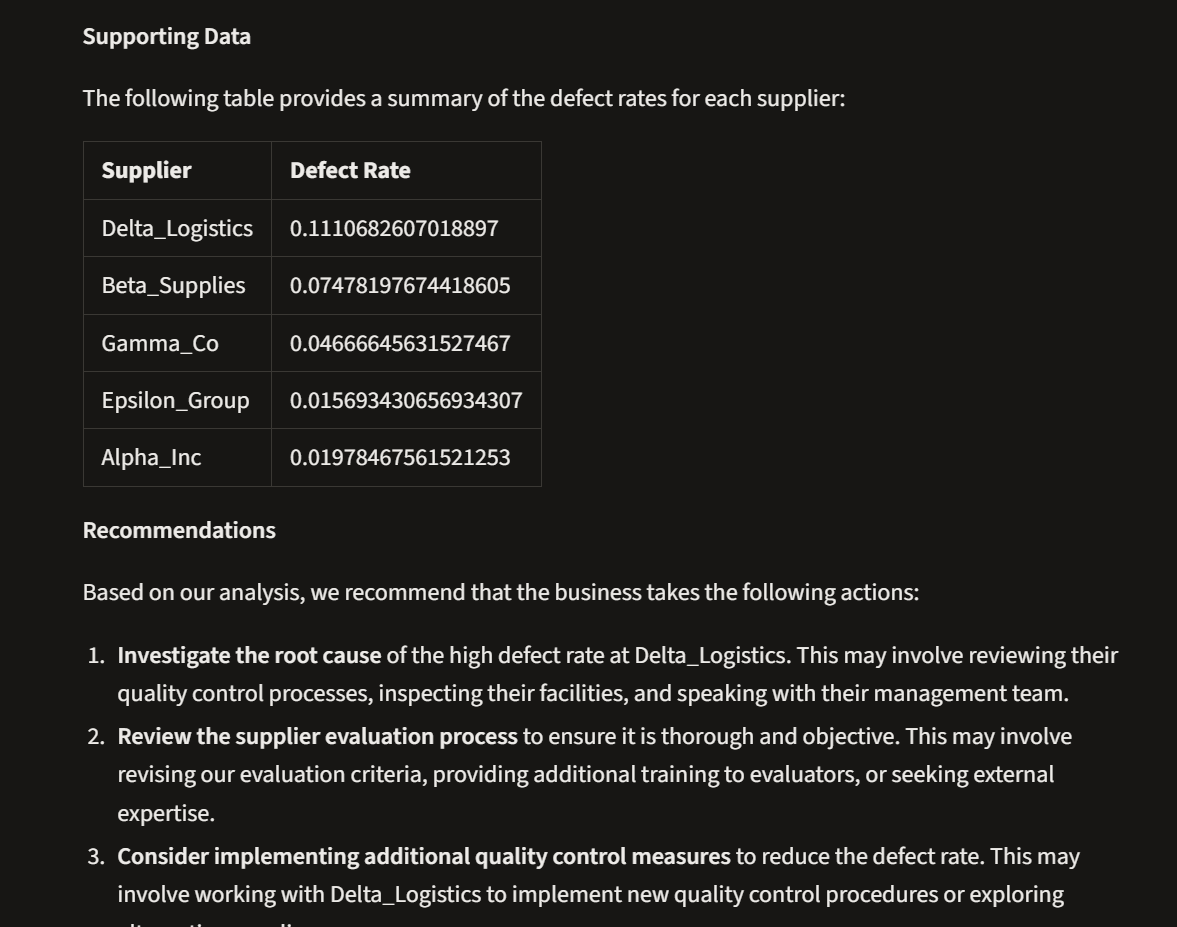 Supporting Data
The following table provides a summary of the defect rates for each supplier:
Supplier Defect Rate
Delta_Logistics 0.1110682607018897
Beta_Supplies 0.07478197674418605
Gamma_Co 0.04666645631527467
Epsilon_Group 0.015693430656934307
Alpha_Inc 0.01978467561521253
Recommendations
Based on our analysis, we recommend that the business takes the following actions:
1. Investigate the root cause of the high defect rate at Delta_Logistics. This may involve reviewing their
quality control processes, inspecting their facilities, and speaking with their management team.
2. Review the supplier evaluation process to ensure it is thorough and objective. This may involve
revising our evaluation criteria, providing additional training to evaluators, or seeking external
expertise.
3. Consider implementing additional quality control measures to reduce the defect rate. This may
involve working with Delta_Logistics to implement new quality control procedures or exploring